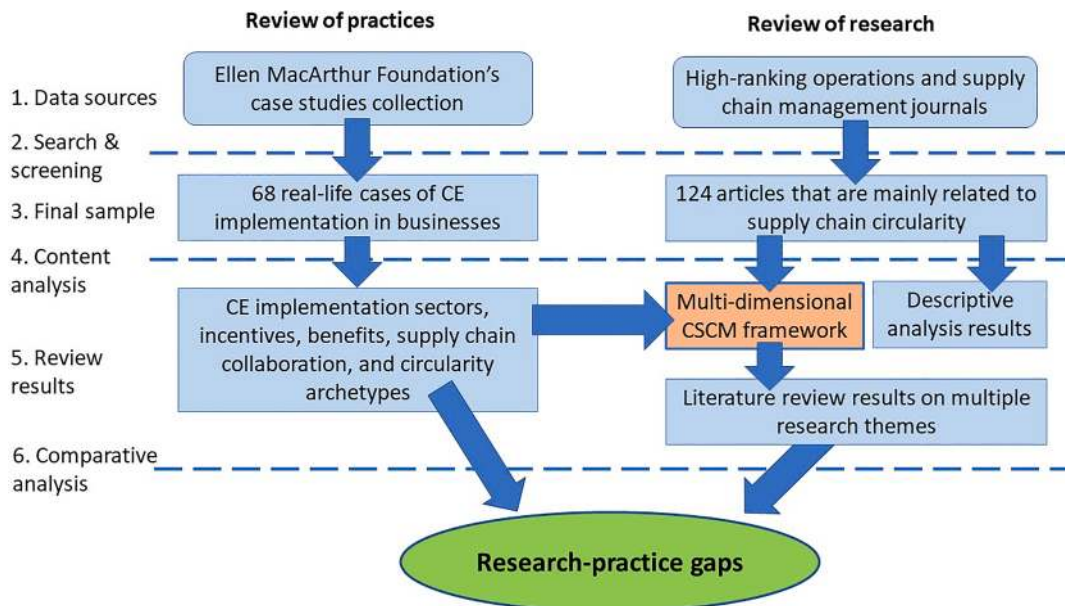 Review of practices
Review of research
1. Data sources
Ellen MacArthur Foundation's
case studies collection
High-ranking operations and supply
chain management journals
2. Search &
screening
3. Final sample
68 real-life cases of CE
implementation in businesses
124 articles that are mainly related to
supply chain circularity
4. Content
analysis
5. Review
results
CE implementation sectors,
incentives, benefits, supply chain
collaboration, and circularity
archetypes
Multi-dimensional
CSCM framework
Descriptive
analysis results
Literature review results on multiple
research themes
6. Comparative
analysis
Research-practice gaps